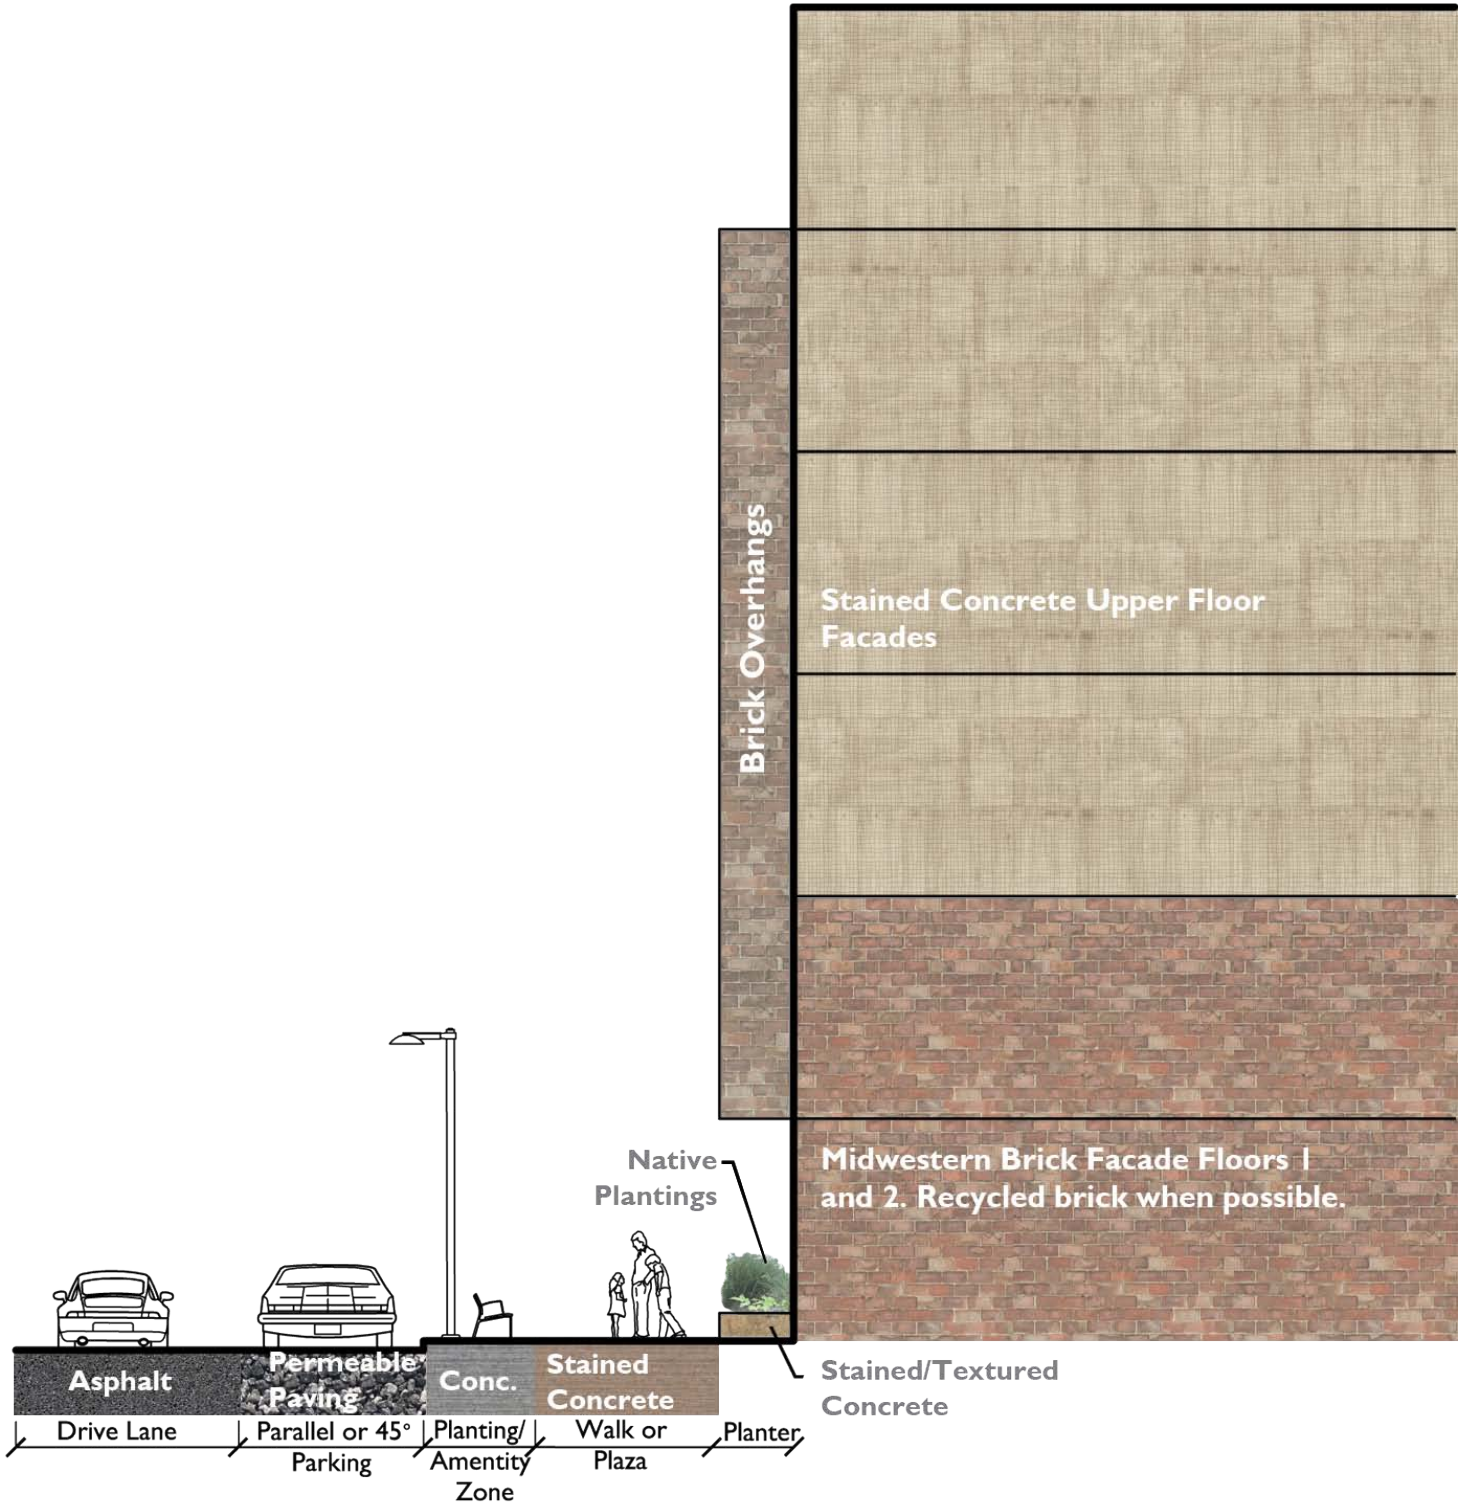 Brick Overhangs
Stained Concrete Upper Floor
Facades
Native
Plantings
Midwestern Brick Facade Floors 1
and 2. Recycled brick when possible.
Stained/Textured
Concrete
Asphalt
Permeable
Paving
Conc.
Stained
Concrete
Drive Lane
Parallel or 45°
Parking
Planting/
Amentity
Zone
Walk or
Plaza
Planter